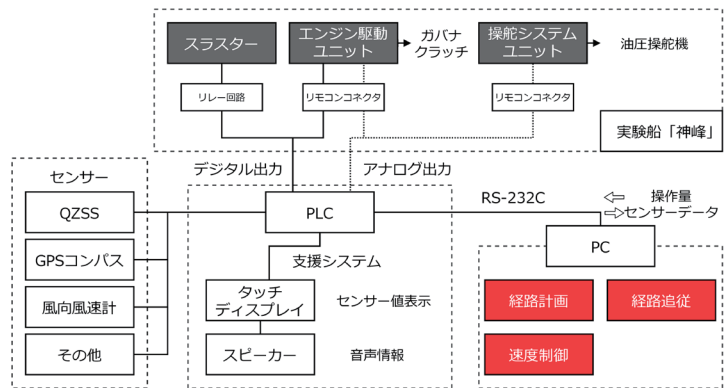 スラスター
エンジン駆動
ユニット
ガバナ
クラッチ
操舵システム
ユニット
油圧操舵機
リレー回路
リモコンコネクタ
リモコンコネクタ
実験船「神峰」
デジタル出力
アナログ出力
センサー
QZSS
GPSコンパス
風向風速計
その他
PLC
支援システム
タッチ
ディスプレイ
センサー値表示
スピーカー
音声情報
RS-232C
操作量
センサーデータ
PC
経路計画
経路追従
速度制御